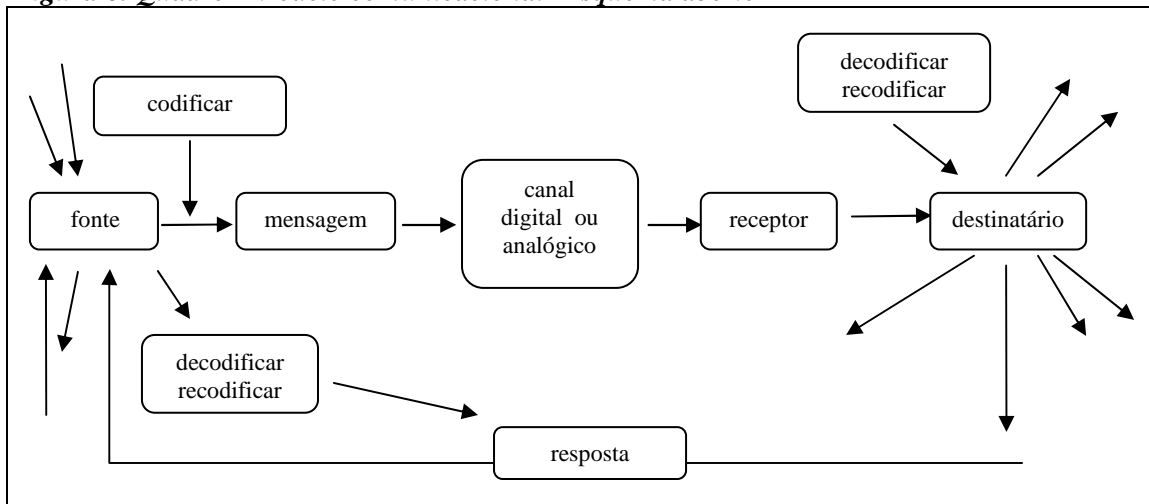 decodificar
recodificar
codificar
fonte
mensagem
canal
digital ou
analógico
receptor
destinatário
decodificar
recodificar
resposta